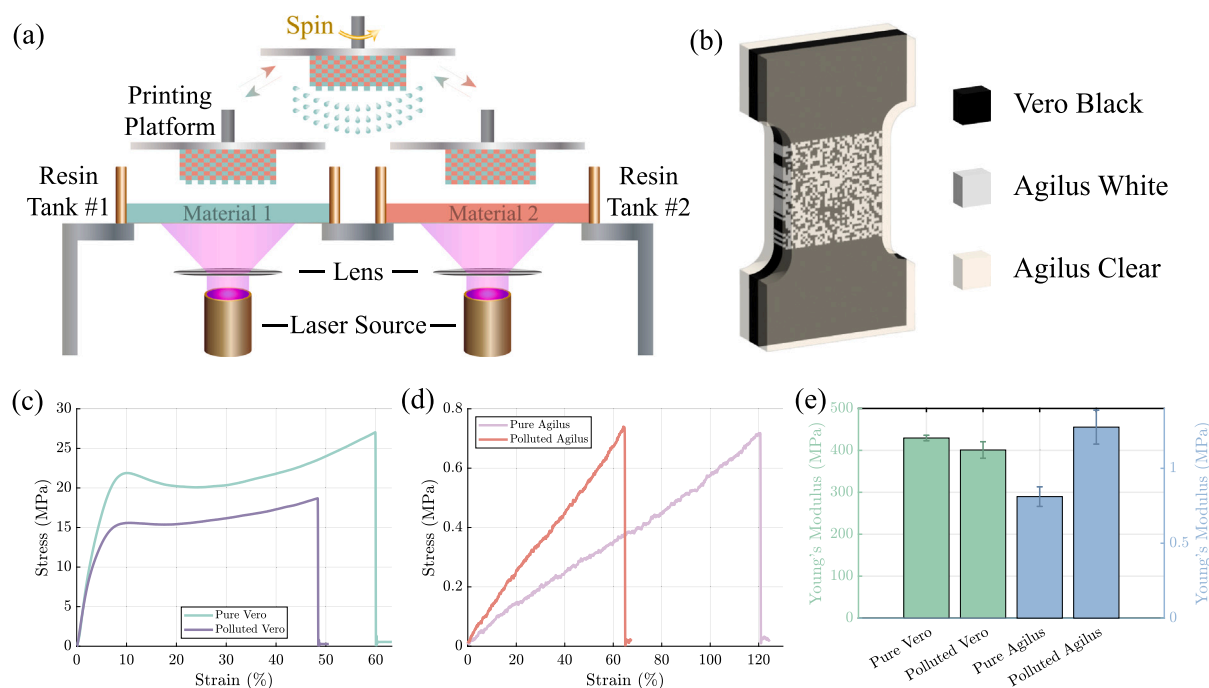 (a)
Spin
Printing
Platform
Resin
Tank #1
Material 1
Material 2
Resin
Tank #2
Lens
Laser Source
(b)
Vero Black
Agilus White
Agilus Clear
(c)
Stress (MPa)
30
25
20
15
10
5
0
0 10 20 30 40 50 60
Strain (%)
Pure Vero
Polluted Vero
(d)
Stress (MPa)
0.8
0.6
0.4
0.2
0
0 20 40 60 80 100 120
Strain (%)
Pure Agilus
Polluted Agilus
(e)
Young's Modulus (MPa)
500
400
300
200
100
0
Pure Vero
Polluted Vero
Pure Agilus
Polluted Agilus
1
0.5
0
Young's Modulus (MPa)